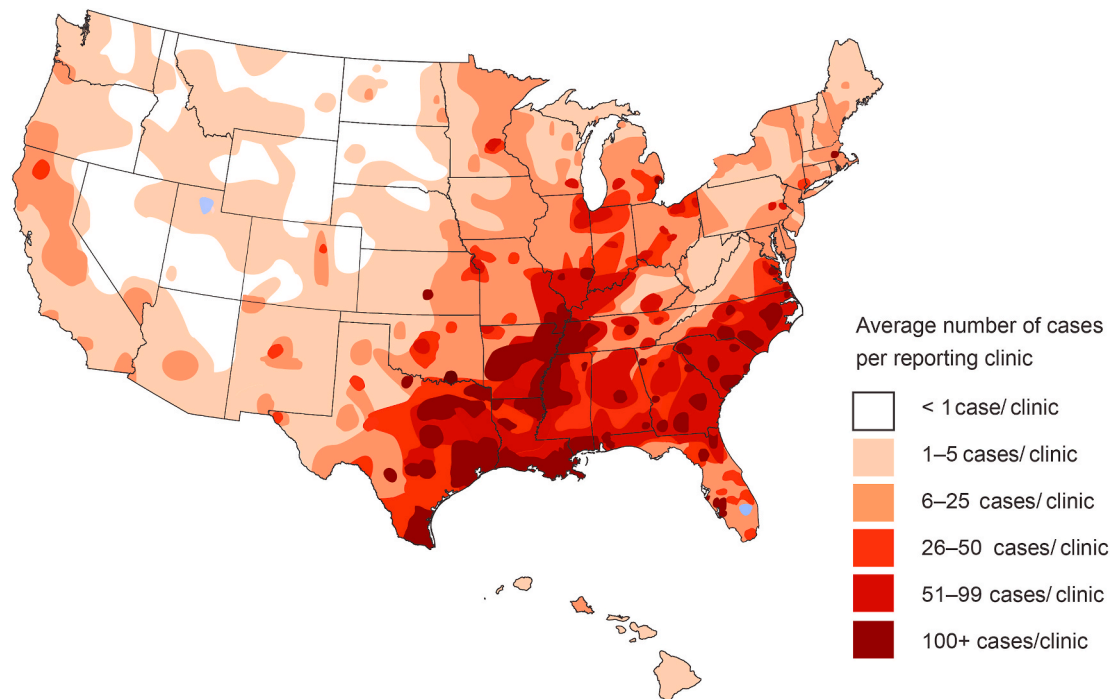 Average number of cases
per reporting clinic
< 1 case/ clinic
1–5 cases/ clinic
6–25 cases/ clinic
26–50 cases/ clinic
51–99 cases/ clinic
100+ cases/clinic